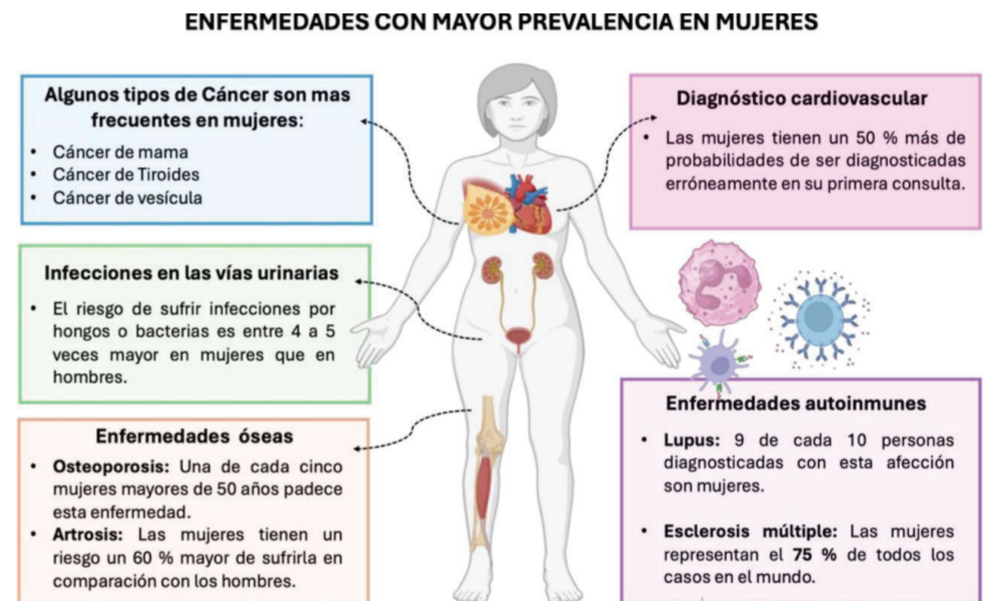 ENFERMEDADES CON MAYOR PREVALENCIA EN MUJERES
Algunos tipos de Cáncer son mas
frecuentes en mujeres:
• Cáncer de mama
• Cáncer de Tiroides
• Cáncer de vesícula
Infecciones en las vías urinarias
• El riesgo de sufrir infecciones por
hongos o bacterias es entre 4 a 5
veces mayor en mujeres que en
hombres.
Enfermedades óseas
• Osteoporosis: Una de cada cinco
mujeres mayores de 50 años padece
esta enfermedad.
• Artrosis: Las mujeres tienen un
riesgo un 60 % mayor de sufrirla en
comparación con los hombres.
Diagnóstico cardiovascular
• Las mujeres tienen un 50 % más de
probabilidades de ser diagnosticadas
erróneamente en su primera consulta.
Enfermedades autoinmunes
• Lupus: 9 de cada 10 personas
diagnosticadas con esta afección
son mujeres.
• Esclerosis múltiple: Las mujeres
representan el 75 % de todos los
casos en el mundo.